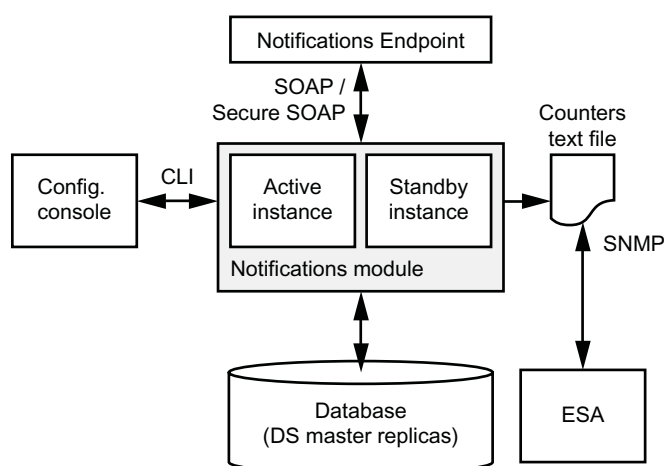 Notifications Endpoint
SOAP /
Secure SOAP
Counters
text file
Config.
console
CLI
Active
instance
Standby
instance
Notifications module
SNMP
Database
(DS master replicas)
ESA